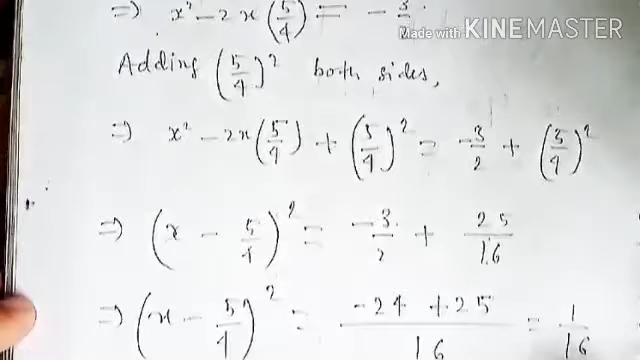 ⇒ x² - 2x(5/4) = - 3
Made with KINEMASTER
Adding (5/4)² both sides,
⇒ x² - 2x(5/4) + (5/4)² = -3/2 + (5/4)²
⇒ (x - 5/4)² = -3/2 + 25/16
⇒ (x - 5/4)² = -24 + 25 / 16 = 1/16